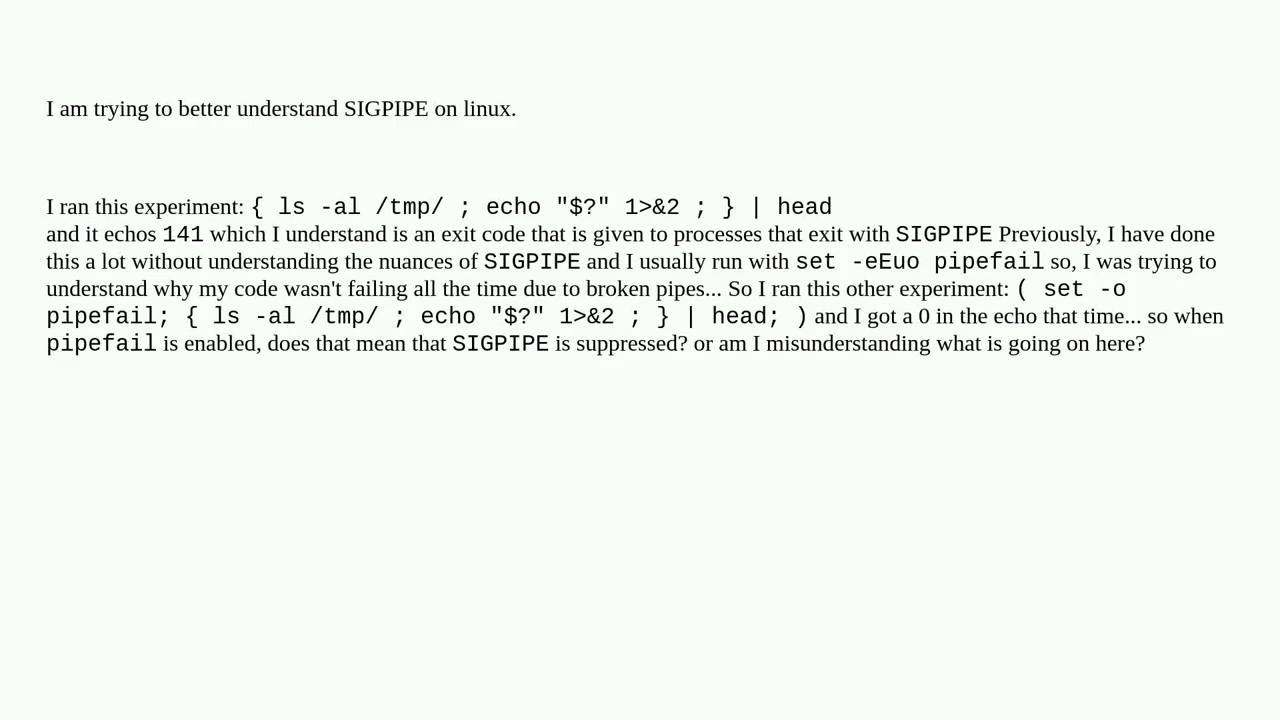 I am trying to better understand SIGPIPE on linux.
I ran this experiment: { ls -al /tmp/ ; echo "$?" 1>&2 ; } | head
and it echos 141 which I understand is an exit code that is given to processes that exit with SIGPIPE Previously, I have done
this a lot without understanding the nuances of SIGPIPE and I usually run with set -eEuo pipefail so, I was trying to
understand why my code wasn't failing all the time due to broken pipes... So I ran this other experiment: ( set -o
pipefail; { ls -al /tmp/ ; echo "$?" 1>&2 ; } | head; ) and I got a 0 in the echo that time... so when
pipefail is enabled, does that mean that SIGPIPE is suppressed? or am I misunderstanding what is going on here?